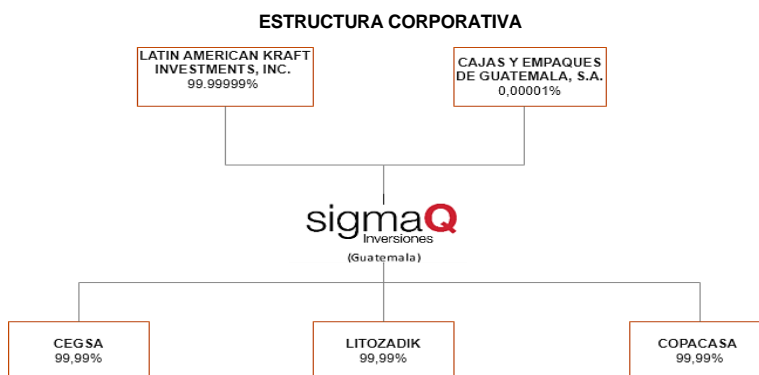 ESTRUCTURA CORPORATIVA
LATIN AMERICAN KRAFT
INVESTMENTS, INC.
99.99999%
CAJAS Y EMPAQUES
DE GUATEMALA, S.A.
0,00001%
sigmaQ
Inversiones
(Guatemala)
CEGSA
99,99%
LITOZADIK
99,99%
COPACASA
99,99%